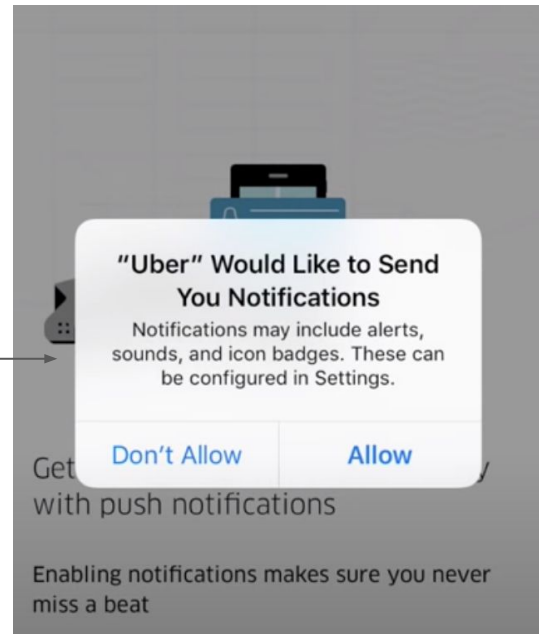 “Uber” Would Like to Send
You Notifications
Notifications may include alerts,
sounds, and icon badges. These can
be configured in Settings.
Don’t Allow
Allow
Get
with push notifications
Enabling notifications makes sure you never
miss a beat